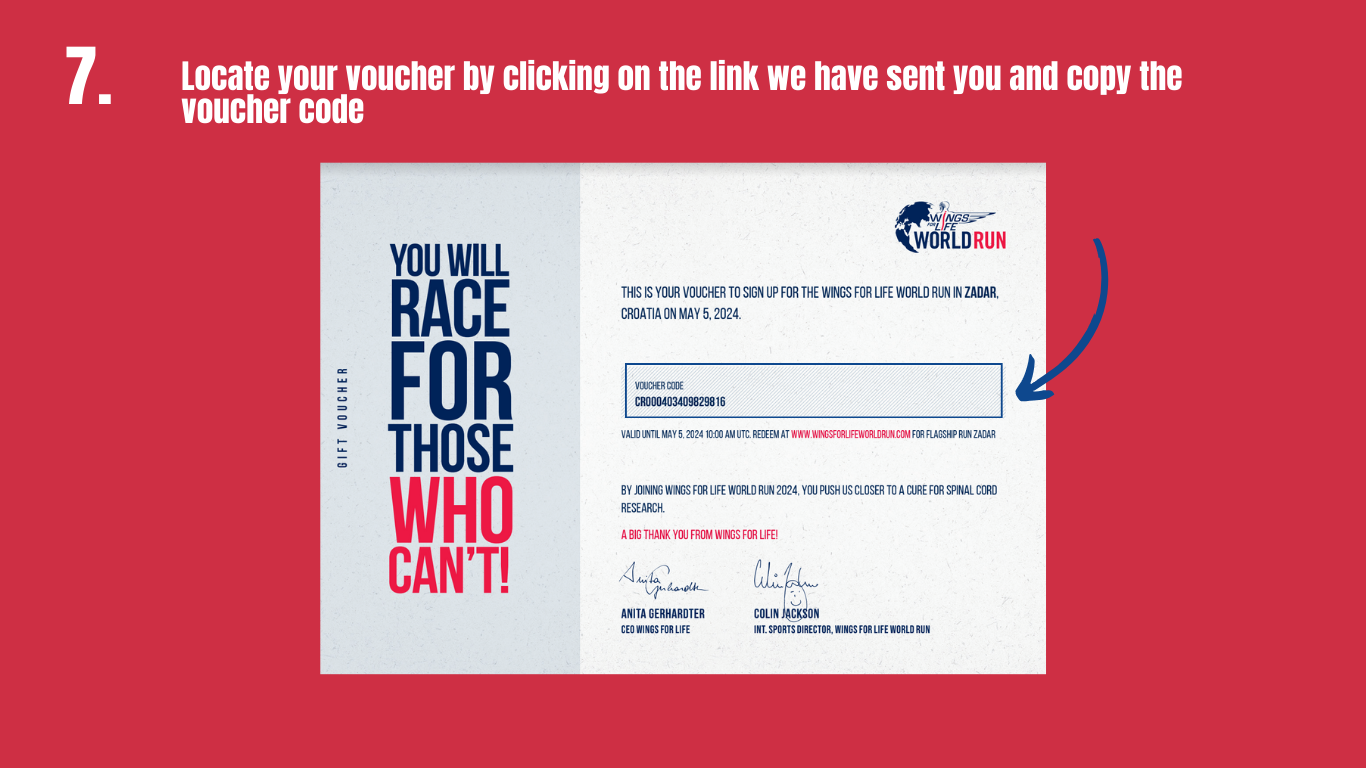 7.
Locate your voucher by clicking on the link we have sent you and copy the
voucher code
GIFT VOUCHER
YOU WILL
RACE
FOR
THOSE
WHO
CAN'T!
WINGS
FOR LIFE
WORLD RUN
THIS IS YOUR VOUCHER TO SIGN UP FOR THE WINGS FOR LIFE WORLD RUN IN ZADAR,
CROATIA ON MAY 5, 2024.
VOUCHER CODE
CRO00403409829816
VALID UNTIL MAY 5, 2024 10:00 AM UTC. REDEEM AT WWW.WINGSFORLIFEWORLDRUN.COM FOR FLAGSHIP RUN ZADAR
BY JOINING WINGS FOR LIFE WORLD RUN 2024, YOU PUSH US CLOSER TO A CURE FOR SPINAL CORD
RESEARCH.
A BIG THANK YOU FROM WINGS FOR LIFE!
Anita
Gerhardter
ANITA GERHARDTER
CEO WINGS FOR LIFE
COLIN JACKSON
INT. SPORTS DIRECTOR, WINGS FOR LIFE WORLD RUN